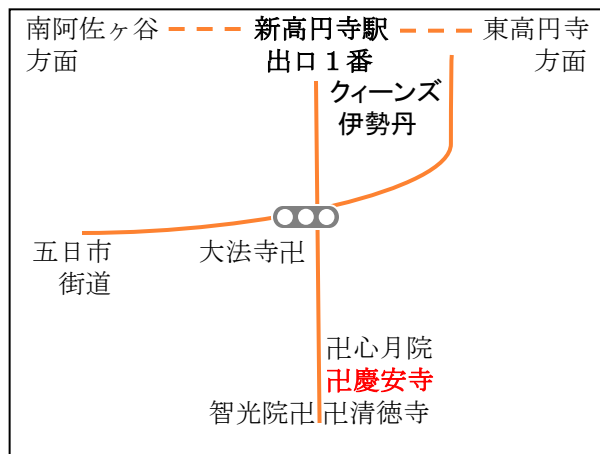 南阿佐ヶ谷
方面
新高円寺駅
出口１番
東高円寺
方面
クィーンズ
伊勢丹
五日市
街道
大法寺卍
卍心月院
卍慶安寺
智光院卍
卍清徳寺